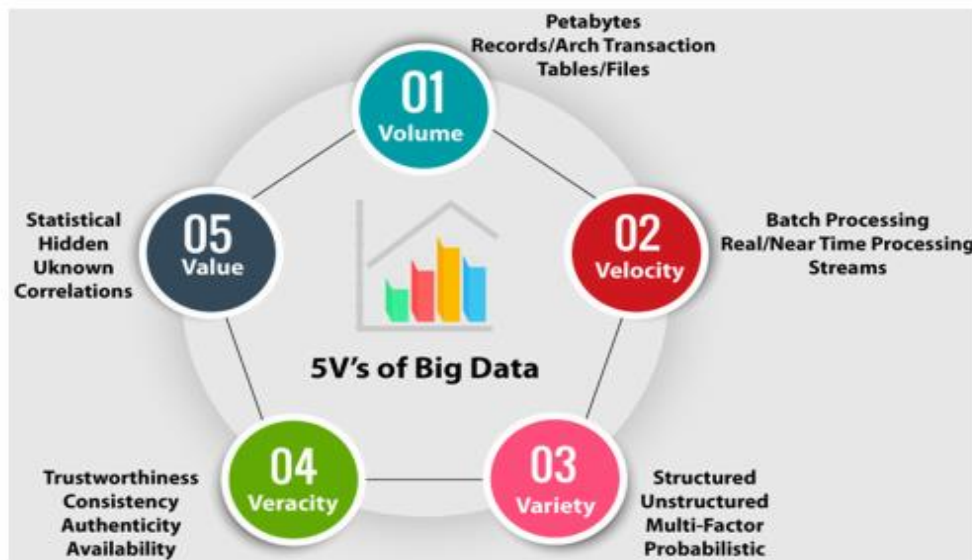 Petabytes
Records/Arch Transaction
Tables/Files
01
Volume
02
Velocity
Batch Processing
Real/Near Time Processing
Streams
03
Variety
Structured
Unstructured
Multi-Factor
Probabilistic
04
Veracity
Trustworthiness
Consistency
Authenticity
Availability
05
Value
Statistical
Hidden
Uknown
Correlations
5V's of Big Data